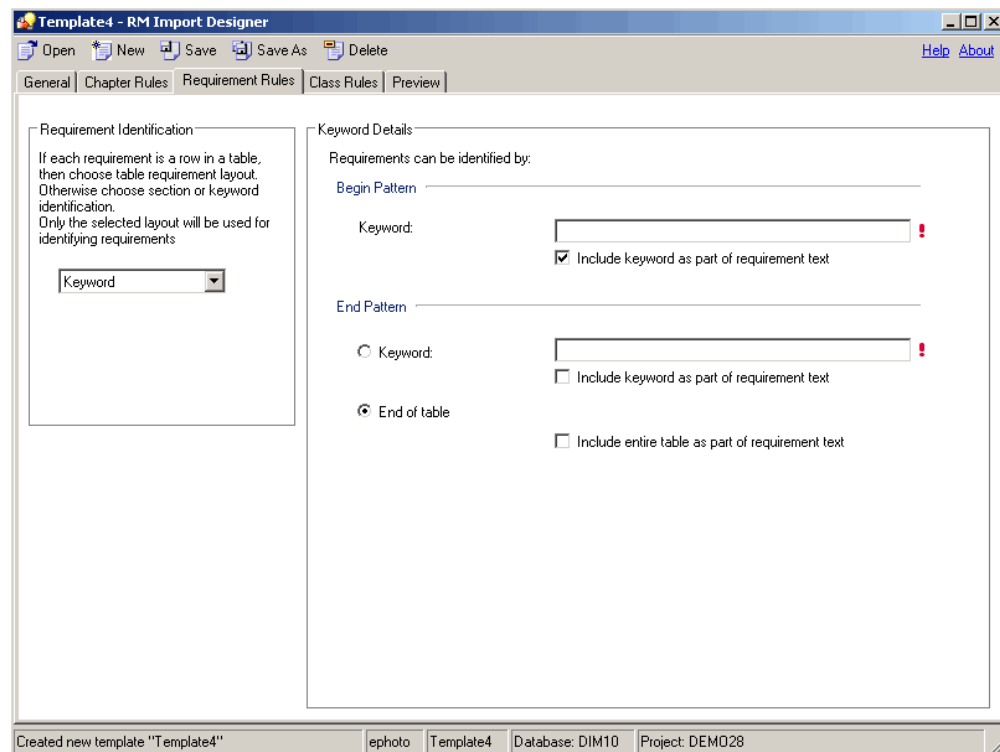 Template4 - RM Import Designer
Open New Save Save As Delete Help About
General Chapter Rules Requirement Rules Class Rules Preview
Requirement Identification
If each requirement is a row in a table,
then choose table requirement layout.
Otherwise choose section or keyword
identification.
Only the selected layout will be used for
identifying requirements
Keyword
Keyword Details
Requirements can be identified by:
Begin Pattern
Keyword: !
Include keyword as part of requirement text
End Pattern
Keyword: !
Include keyword as part of requirement text
End of table
Include entire table as part of requirement text
Created new template "Template4" ephoto Template4 Database: DIM10 Project: DEMO28